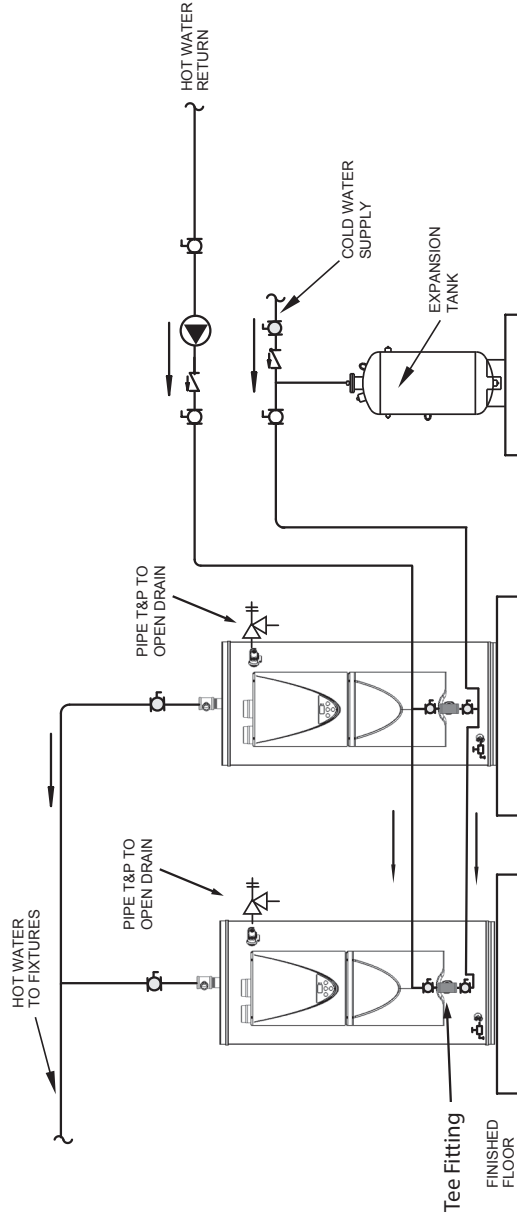 HOT WATER
TO FIXTURES
PIPE T&P TO
OPEN DRAIN
PIPE T&P TO
OPEN DRAIN
HOT WATER
RETURN
COLD WATER
SUPPLY
EXPANSION
TANK
Tee Fitting
FINISHED
FLOOR